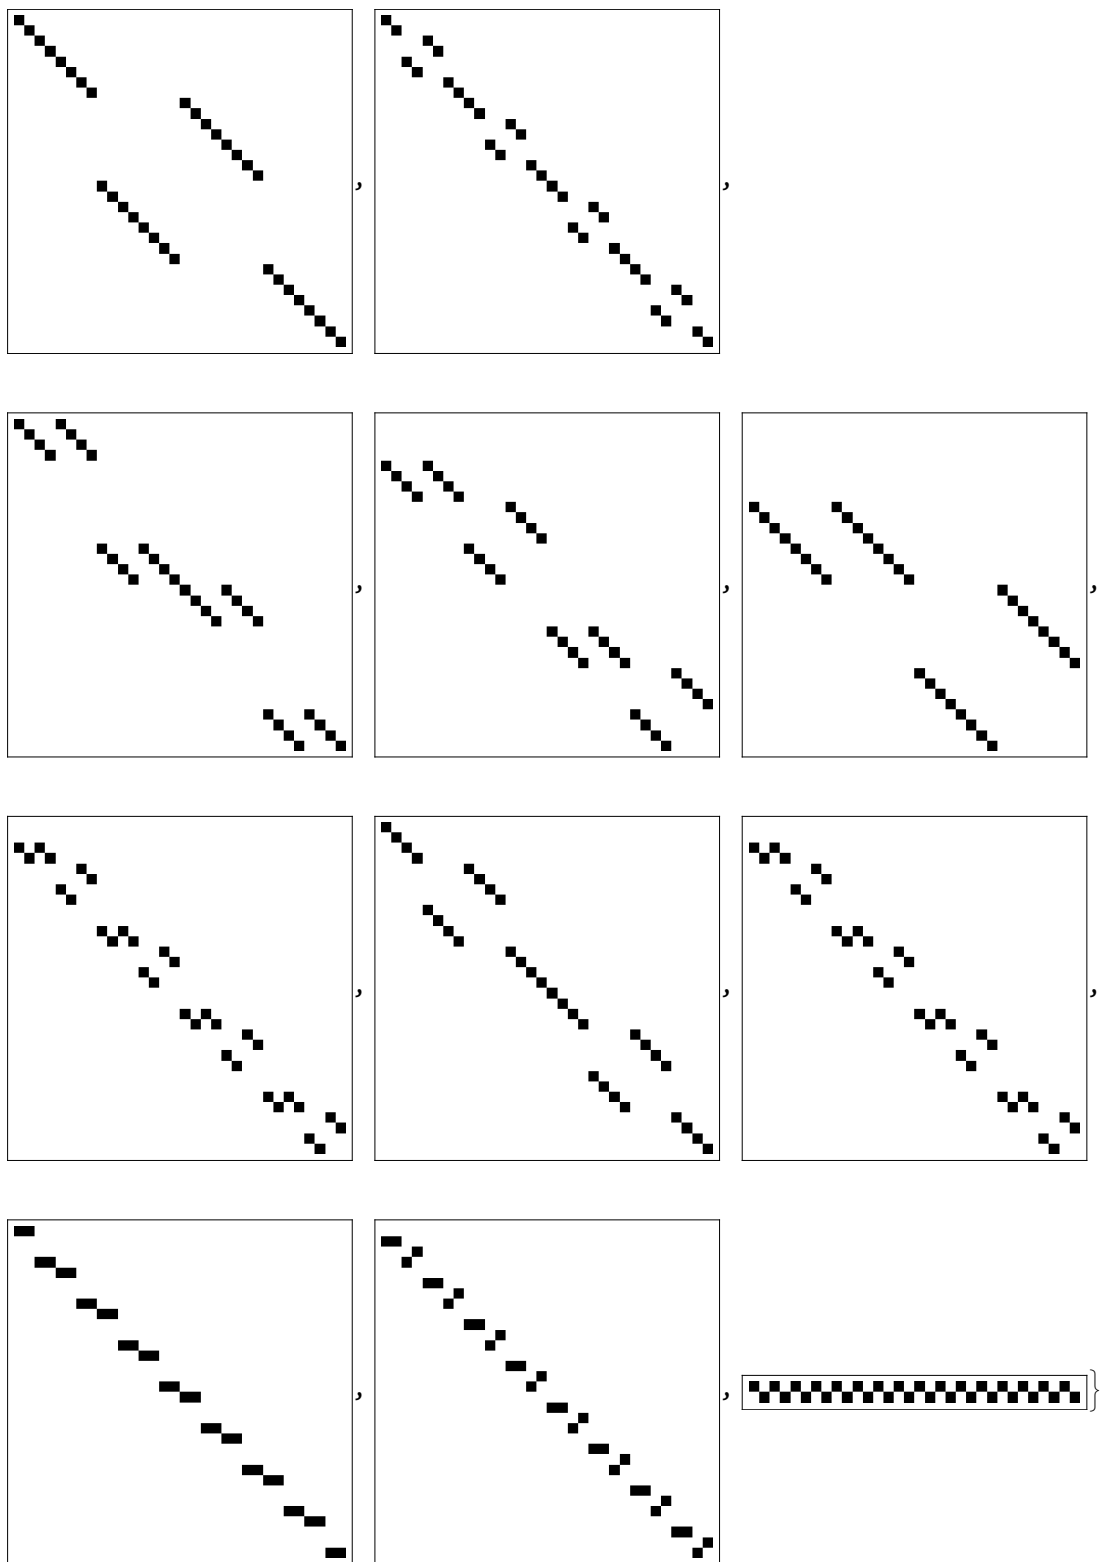 , ,
, , ,
, , ,
, , }